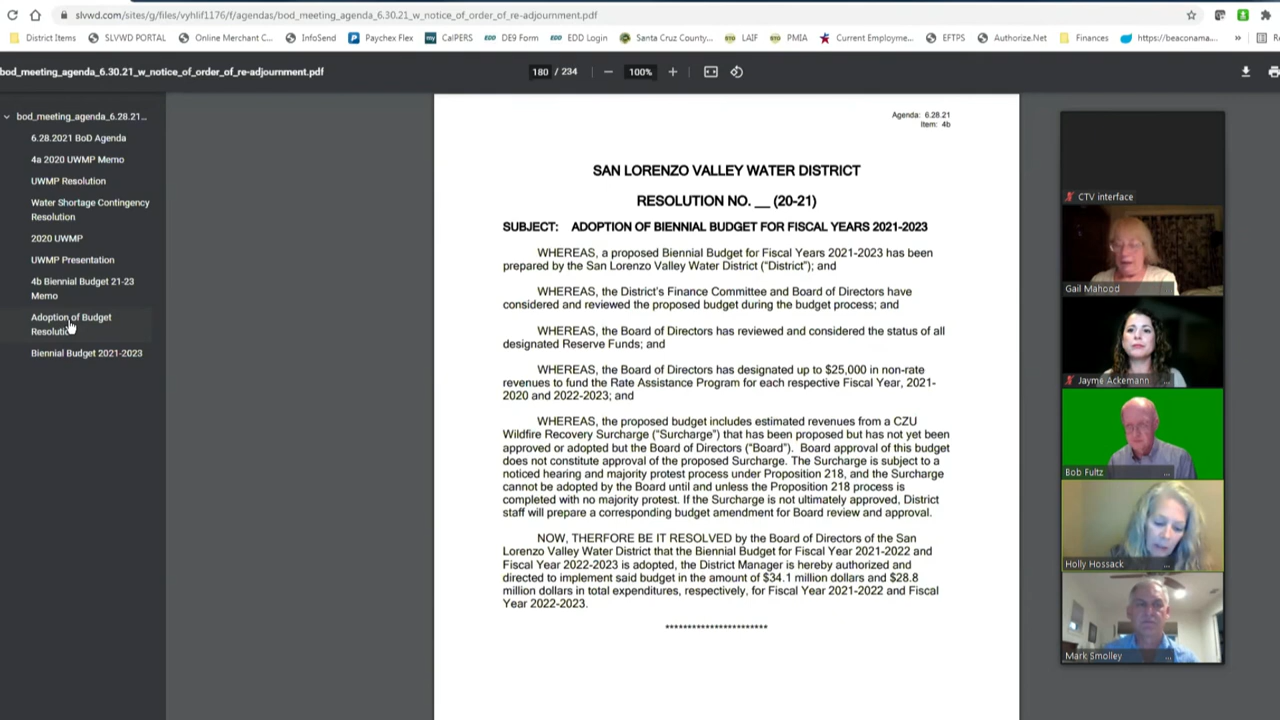 slvwd.com/sites/g/files/vyhlif1176/f/agendas/bod_meeting_agenda_6.30.21_w_notice_of_order_of_re-adjournment.pdf
District Items SLVWD PORTAL Online Merchant C... InfoSend Paychex Flex my CalPERS EDD DE9 Form EDD EDD Login Santa Cruz County... LAIF PMIA Current Employme... EFTPS Authorize.Net Finances https://beaconama... » Re
bod_meeting_agenda_6.30.21_w_notice_of_order_of_re-adjournment.pdf
180 / 234
100%
bod_meeting_agenda_6.28.21...
6.28.2021 BoD Agenda
4a 2020 UWMP Memo
UWMP Resolution
Water Shortage Contingency
Resolution
2020 UWMP
UWMP Presentation
4b Biennial Budget 21-23
Memo
Adoption of Budget
Resolution
Biennial Budget 2021-2023
Agenda: 6.28.21
Item: 4b
SAN LORENZO VALLEY WATER DISTRICT
RESOLUTION NO. __ (20-21)
SUBJECT: ADOPTION OF BIENNIAL BUDGET FOR FISCAL YEARS 2021-2023
WHEREAS, a proposed Biennial Budget for Fiscal Years 2021-2023 has been
prepared by the San Lorenzo Valley Water District ("District"); and
WHEREAS, the District's Finance Committee and Board of Directors have
considered and reviewed the proposed budget during the budget process; and
WHEREAS, the Board of Directors has reviewed and considered the status of all
designated Reserve Funds; and
WHEREAS, the Board of Directors has designated up to $25,000 in non-rate
revenues to fund the Rate Assistance Program for each respective Fiscal Year, 2021-
2020 and 2022-2023; and
WHEREAS, the proposed budget includes estimated revenues from a CZU
Wildfire Recovery Surcharge ("Surcharge") that has been proposed but has not yet been
approved or adopted but the Board of Directors ("Board"). Board approval of this budget
does not constitute approval of the proposed Surcharge. The Surcharge is subject to a
noticed hearing and majority protest process under Proposition 218, and the Surcharge
cannot be adopted by the Board until and unless the Proposition 218 process is
completed with no majority protest. If the Surcharge is not ultimately approved, District
staff will prepare a corresponding budget amendment for Board review and approval.
NOW, THERFORE BE IT RESOLVED by the Board of Directors of the San
Lorenzo Valley Water District that the Biennial Budget for Fiscal Year 2021-2022 and
Fiscal Year 2022-2023 is adopted, the District Manager is hereby authorized and
directed to implement said budget in the amount of $34.1 million dollars and $28.8
million dollars in total expenditures, respectively, for Fiscal Year 2021-2022 and Fiscal
Year 2022-2023.
***********************
CTV interface
Gail Mahood
Jayme Ackemann
Bob Fultz
Holly Hossack
Mark Smolley